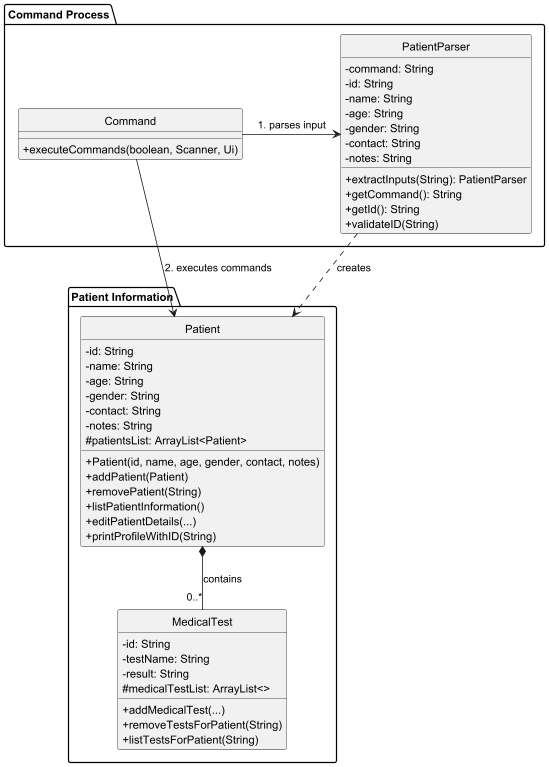 Command Process
PatientParser
-command: String
-id: String
-name: String
-age: String
-gender: String
-contact: String
-notes: String
+extractInputs(String): PatientParser
+getCommand(): String
+getId(): String
+validateID(String)
Command
+executeCommands(boolean, Scanner, Ui)
1. parses input
2. executes commands
creates
Patient Information
Patient
-id: String
-name: String
-age: String
-gender: String
-contact: String
-notes: String
#patientsList: ArrayList<Patient>
+Patient(id, name, age, gender, contact, notes)
+addPatient(Patient)
+removePatient(String)
+listPatientInformation()
+editPatientDetails(...)
+printProfileWithID(String)
contains
0..*
MedicalTest
-id: String
-testName: String
-result: String
#medicalTestList: ArrayList<>
+addMedicalTest(...)
+removeTestsForPatient(String)
+listTestsForPatient(String)